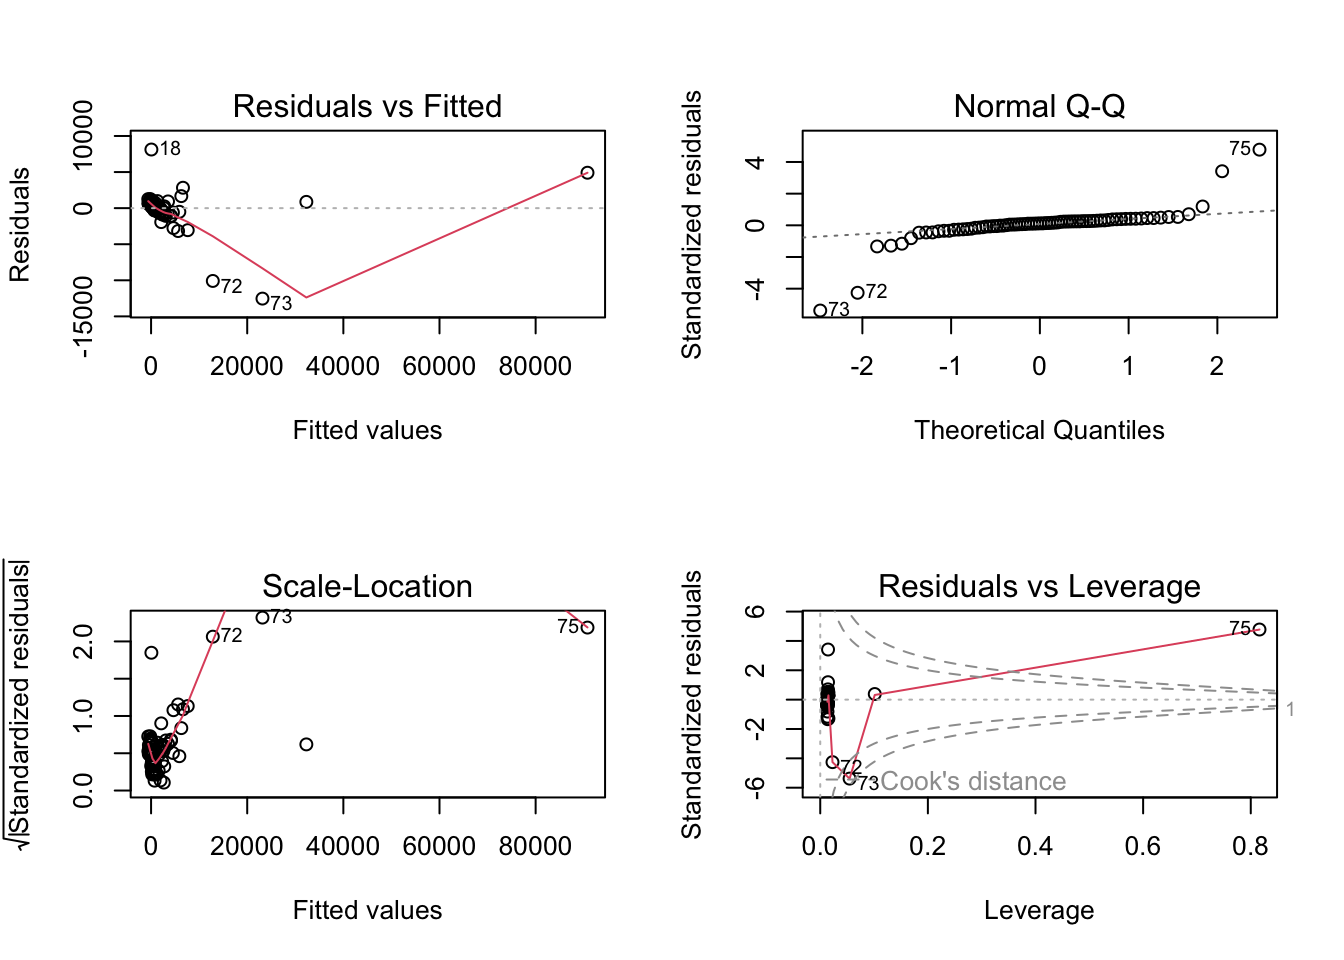 Residuals vs Fitted
Residuals
10000
0
-15000
18
72
73
0 20000 40000 60000 80000
Fitted values
Normal Q-Q
Standardized residuals
4
0
-4
75
72
73
-2 -1 0 1 2
Theoretical Quantiles
Scale-Location
√|Standardized residuals|
2.0
1.0
0.0
73
72
75
0 20000 40000 60000 80000
Fitted values
Residuals vs Leverage
Standardized residuals
6
2
-2
-6
75
1
72
73
Cook's distance
0.0 0.2 0.4 0.6 0.8
Leverage